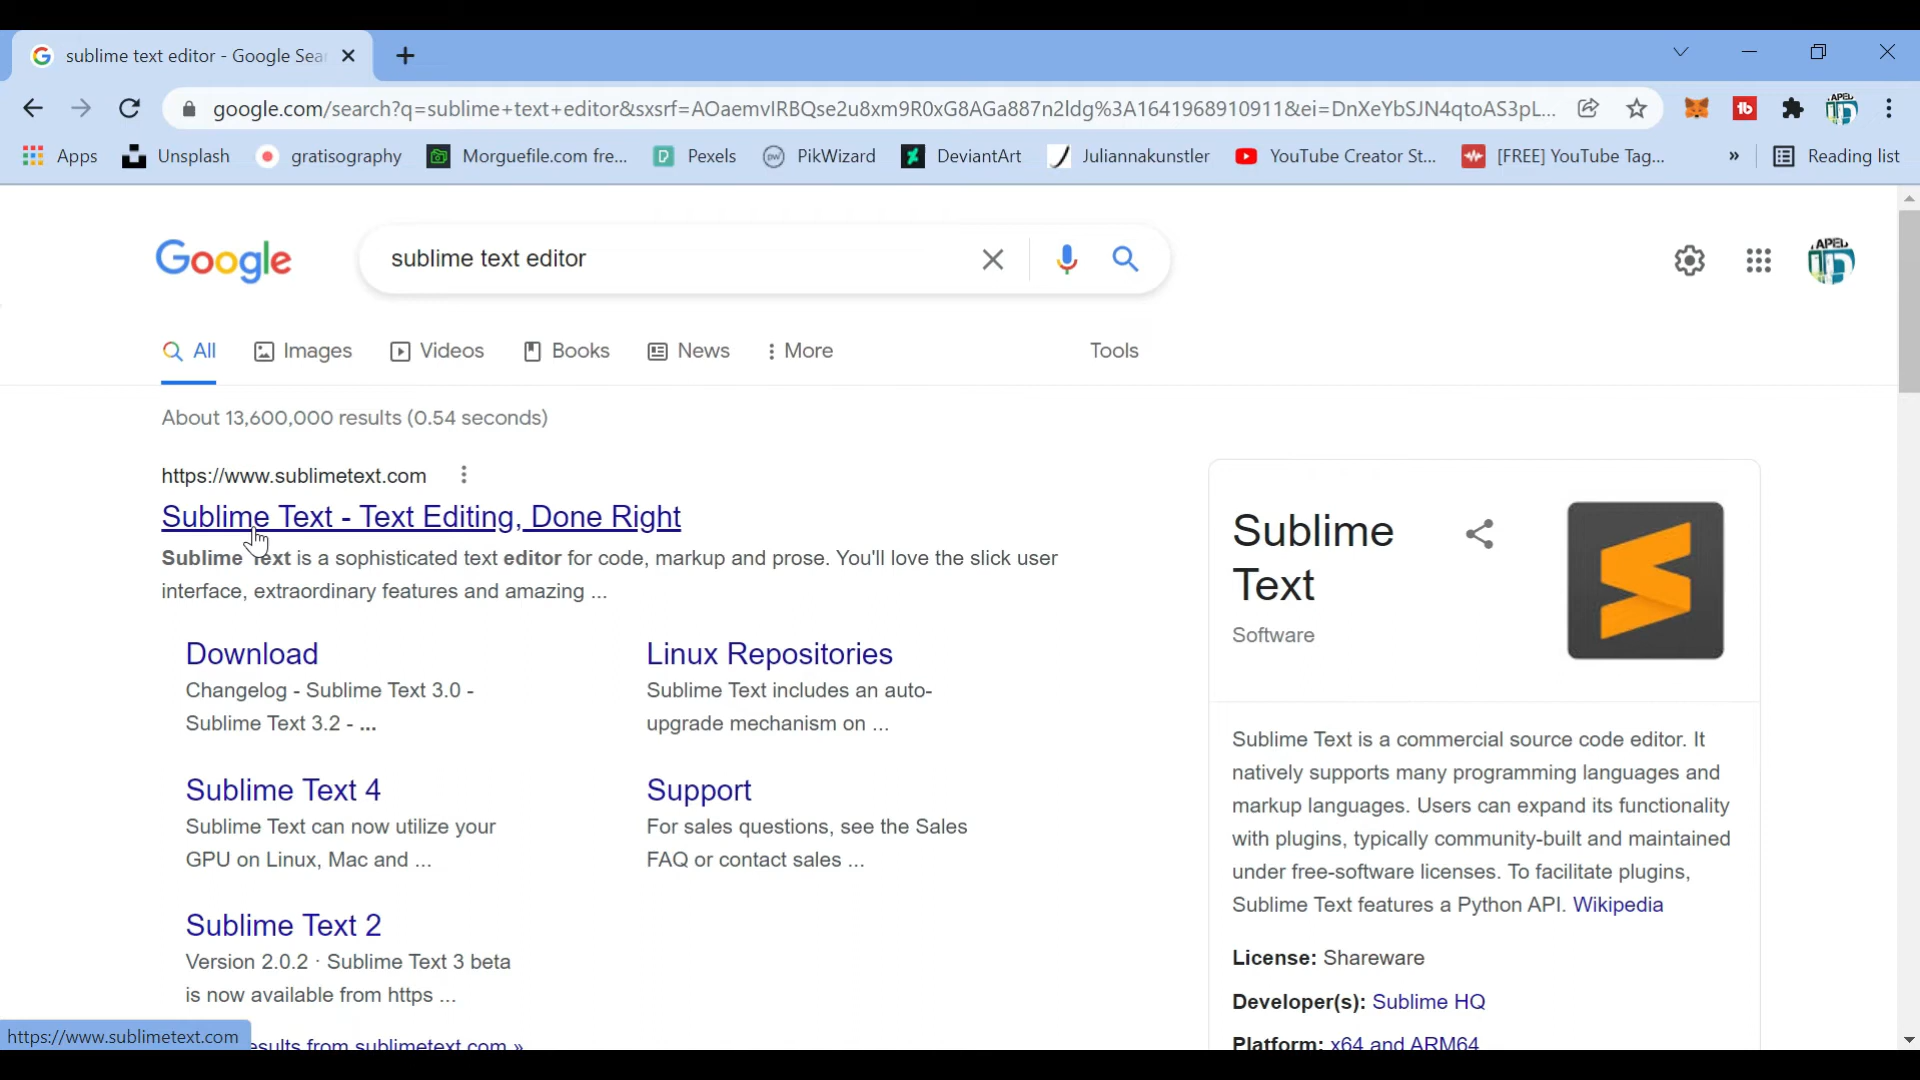 sublime text editor - Google Sea
google.com/search?q=sublime+text+editor&sxsrf=AOaemvIRBQse2u8xm9R0xG8AGa887n2ldg%3A1641968910911&ei=DnXeYbSJN4qtoAS3pL...
Apps Unsplash gratisography Morguefile.com fre... Pexels PikWizard DeviantArt Juliannakunstler YouTube Creator St... [FREE] YouTube Tag... » Reading list
Google sublime text editor
All Images Videos Books News More Tools
About 13,600,000 results (0.54 seconds)
https://www.sublimetext.com
Sublime Text - Text Editing, Done Right
Sublime Text is a sophisticated text editor for code, markup and prose. You'll love the slick user
interface, extraordinary features and amazing ...
Download
Changelog - Sublime Text 3.0 -
Sublime Text 3.2 - ...
Linux Repositories
Sublime Text includes an auto-
upgrade mechanism on ...
Sublime Text 4
Sublime Text can now utilize your
GPU on Linux, Mac and ...
Support
For sales questions, see the Sales
FAQ or contact sales ...
Sublime Text 2
Version 2.0.2 · Sublime Text 3 beta
is now available from https ...
results from sublimetext.com »
https://www.sublimetext.com
Sublime
Text
Software
Sublime Text is a commercial source code editor. It
natively supports many programming languages and
markup languages. Users can expand its functionality
with plugins, typically community-built and maintained
under free-software licenses. To facilitate plugins,
Sublime Text features a Python API. Wikipedia
License: Shareware
Developer(s): Sublime HQ
Platform: x64 and ARM64